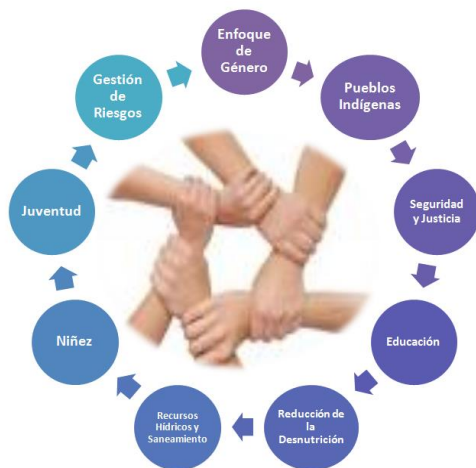 Enfoque
de
Género
Pueblos
Indígenas
Seguridad
y Justicia
Educación
Reducción de
la
Desnutrición
Recursos
Hídricos y
Saneamiento
Niñez
Juventud
Gestión
de
Riesgos